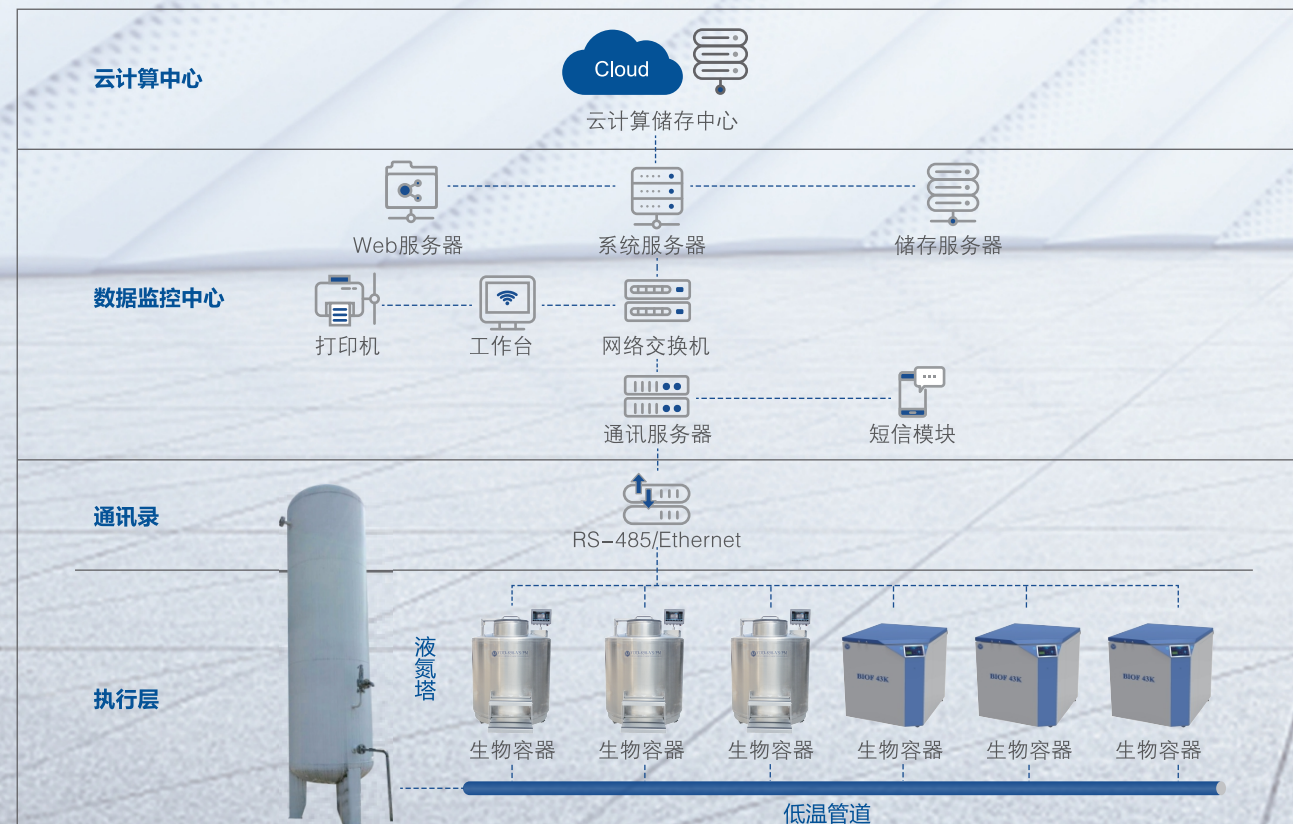 云计算中心
Cloud
云计算储存中心
Web服务器
系统服务器
储存服务器
数据监控中心
打印机
工作台
网络交换机
通讯服务器
短信模块
通讯录
RS-485/Ethernet
执行层
液氮塔
BIOF 43K
BIOF 43K
BIOF 43K
生物容器
生物容器
生物容器
生物容器
生物容器
生物容器
低温管道